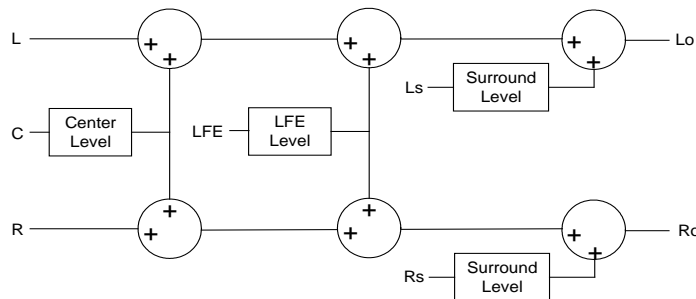 L
+
+
+
+
+
+
Lo
Ls
Surround
Level
C
Center
Level
LFE
LFE
Level
R
+
+
+
+
+
+
Ro
Rs
Surround
Level